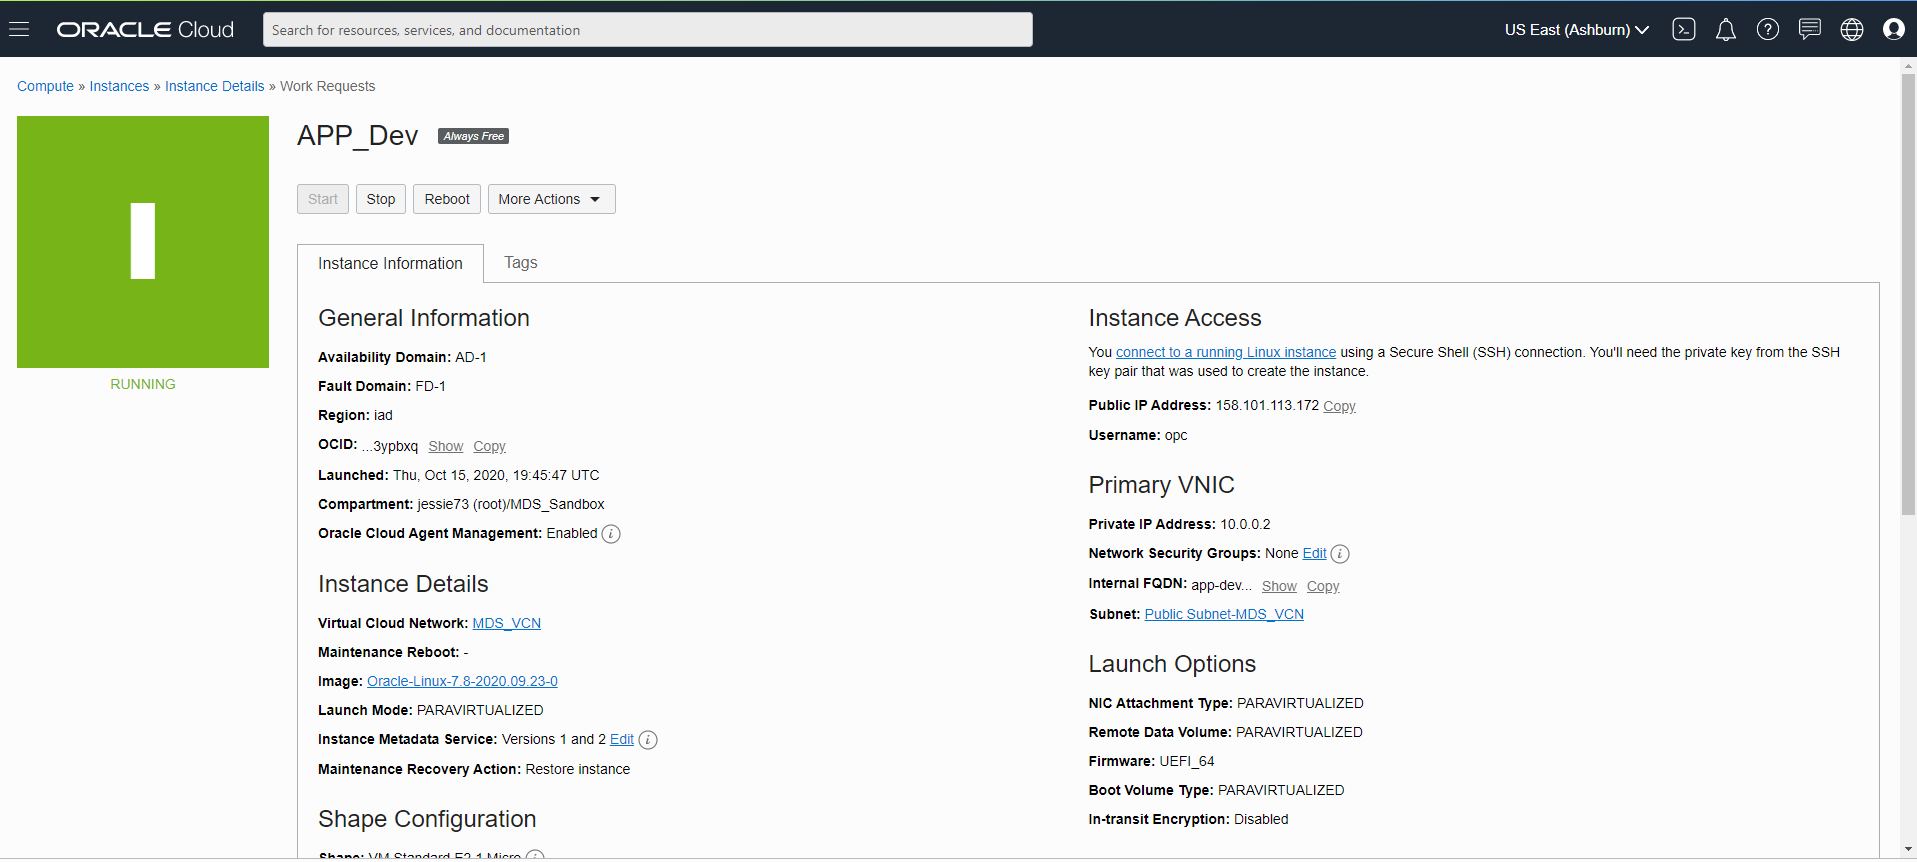 ORACLE Cloud
Search for resources, services, and documentation
US East (Ashburn)
Compute » Instances » Instance Details » Work Requests
I
RUNNING
APP_Dev Always Free
Start Stop Reboot More Actions
Instance Information Tags
General Information
Availability Domain: AD-1
Fault Domain: FD-1
Region: iad
OCID: ...3ypbxq Show Copy
Launched: Thu, Oct 15, 2020, 19:45:47 UTC
Compartment: jessie73 (root)/MDS_Sandbox
Oracle Cloud Agent Management: Enabled i
Instance Details
Virtual Cloud Network: MDS_VCN
Maintenance Reboot: -
Image: Oracle-Linux-7.8-2020.09.23-0
Launch Mode: PARAVIRTUALIZED
Instance Metadata Service: Versions 1 and 2 Edit i
Maintenance Recovery Action: Restore instance
Shape Configuration
Shape: VM.Standard.E2.1.Micro i
Instance Access
You connect to a running Linux instance using a Secure Shell (SSH) connection. You'll need the private key from the SSH
key pair that was used to create the instance.
Public IP Address: 158.101.113.172 Copy
Username: opc
Primary VNIC
Private IP Address: 10.0.0.2
Network Security Groups: None Edit i
Internal FQDN: app-dev... Show Copy
Subnet: Public Subnet-MDS_VCN
Launch Options
NIC Attachment Type: PARAVIRTUALIZED
Remote Data Volume: PARAVIRTUALIZED
Firmware: UEFI_64
Boot Volume Type: PARAVIRTUALIZED
In-transit Encryption: Disabled